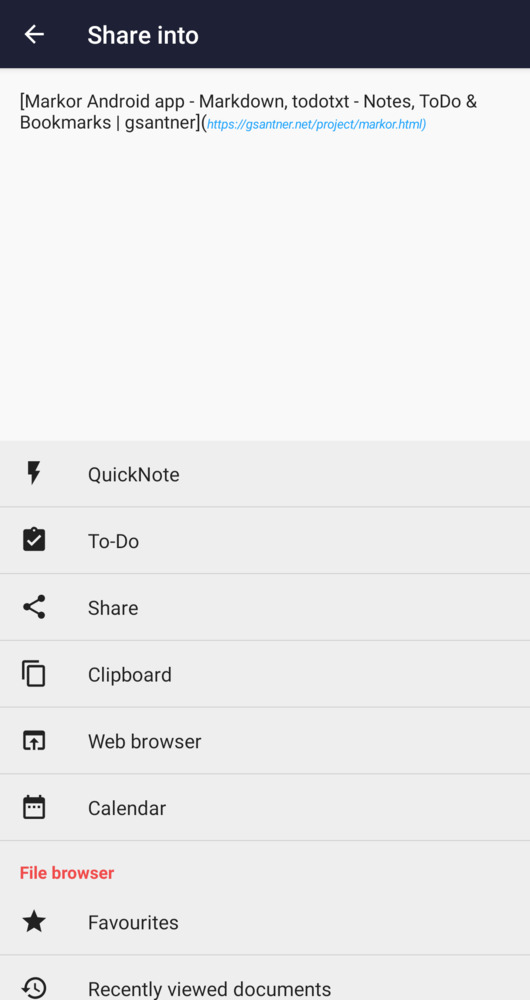 Share into
[Markor Android app - Markdown, todotxt - Notes, ToDo &
Bookmarks | gsantner](https://gsantner.net/project/markor.html)
QuickNote
To-Do
Share
Clipboard
Web browser
Calendar
File browser
Favourites
Recently viewed documents